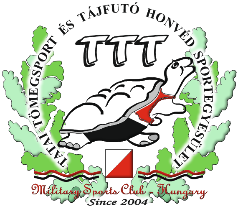 TATAI TÖMEGSPORT ÉS TÁJFUTÓ HONVÉD SPORTEGYESÜLET
TTT
Military Sports Club - Hungary
Since 2004